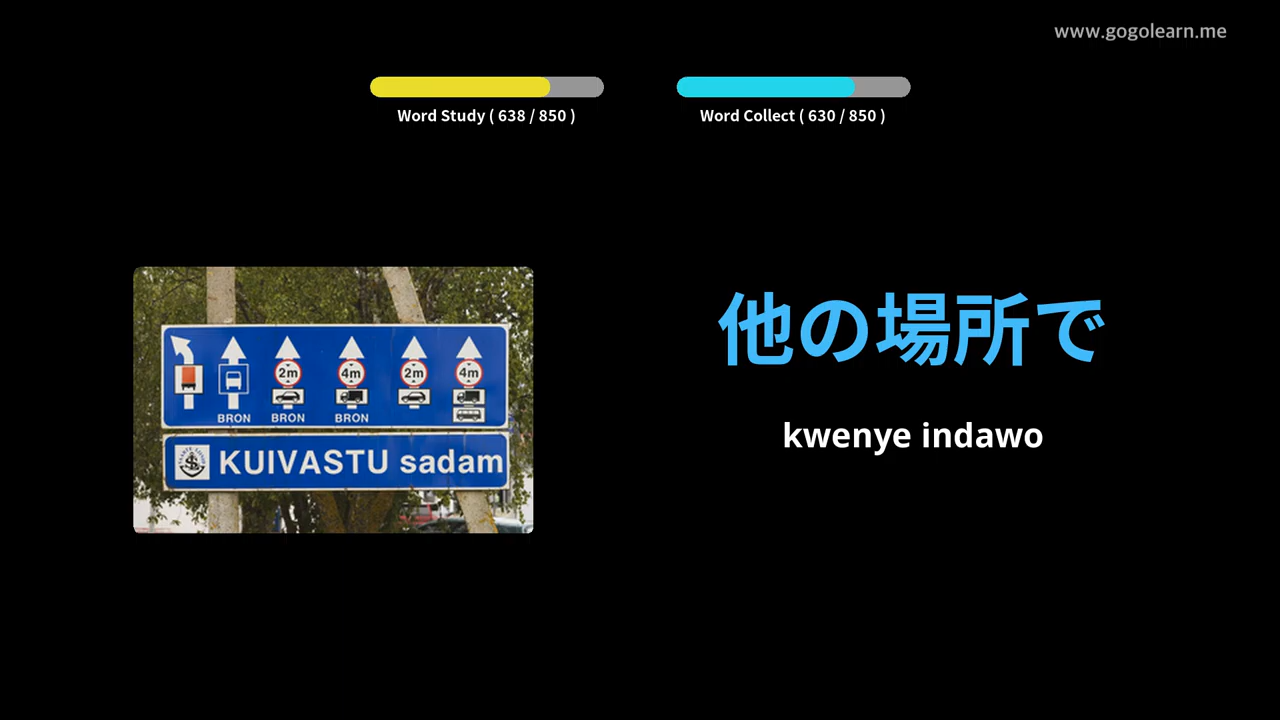 www.gogolearn.me
Word Study ( 638 / 850 )
Word Collect ( 630 / 850 )
他の場所で
kwenye indawo
2m 4m 2m 4m
BRON BRON BRON
KUIVASTU sadam